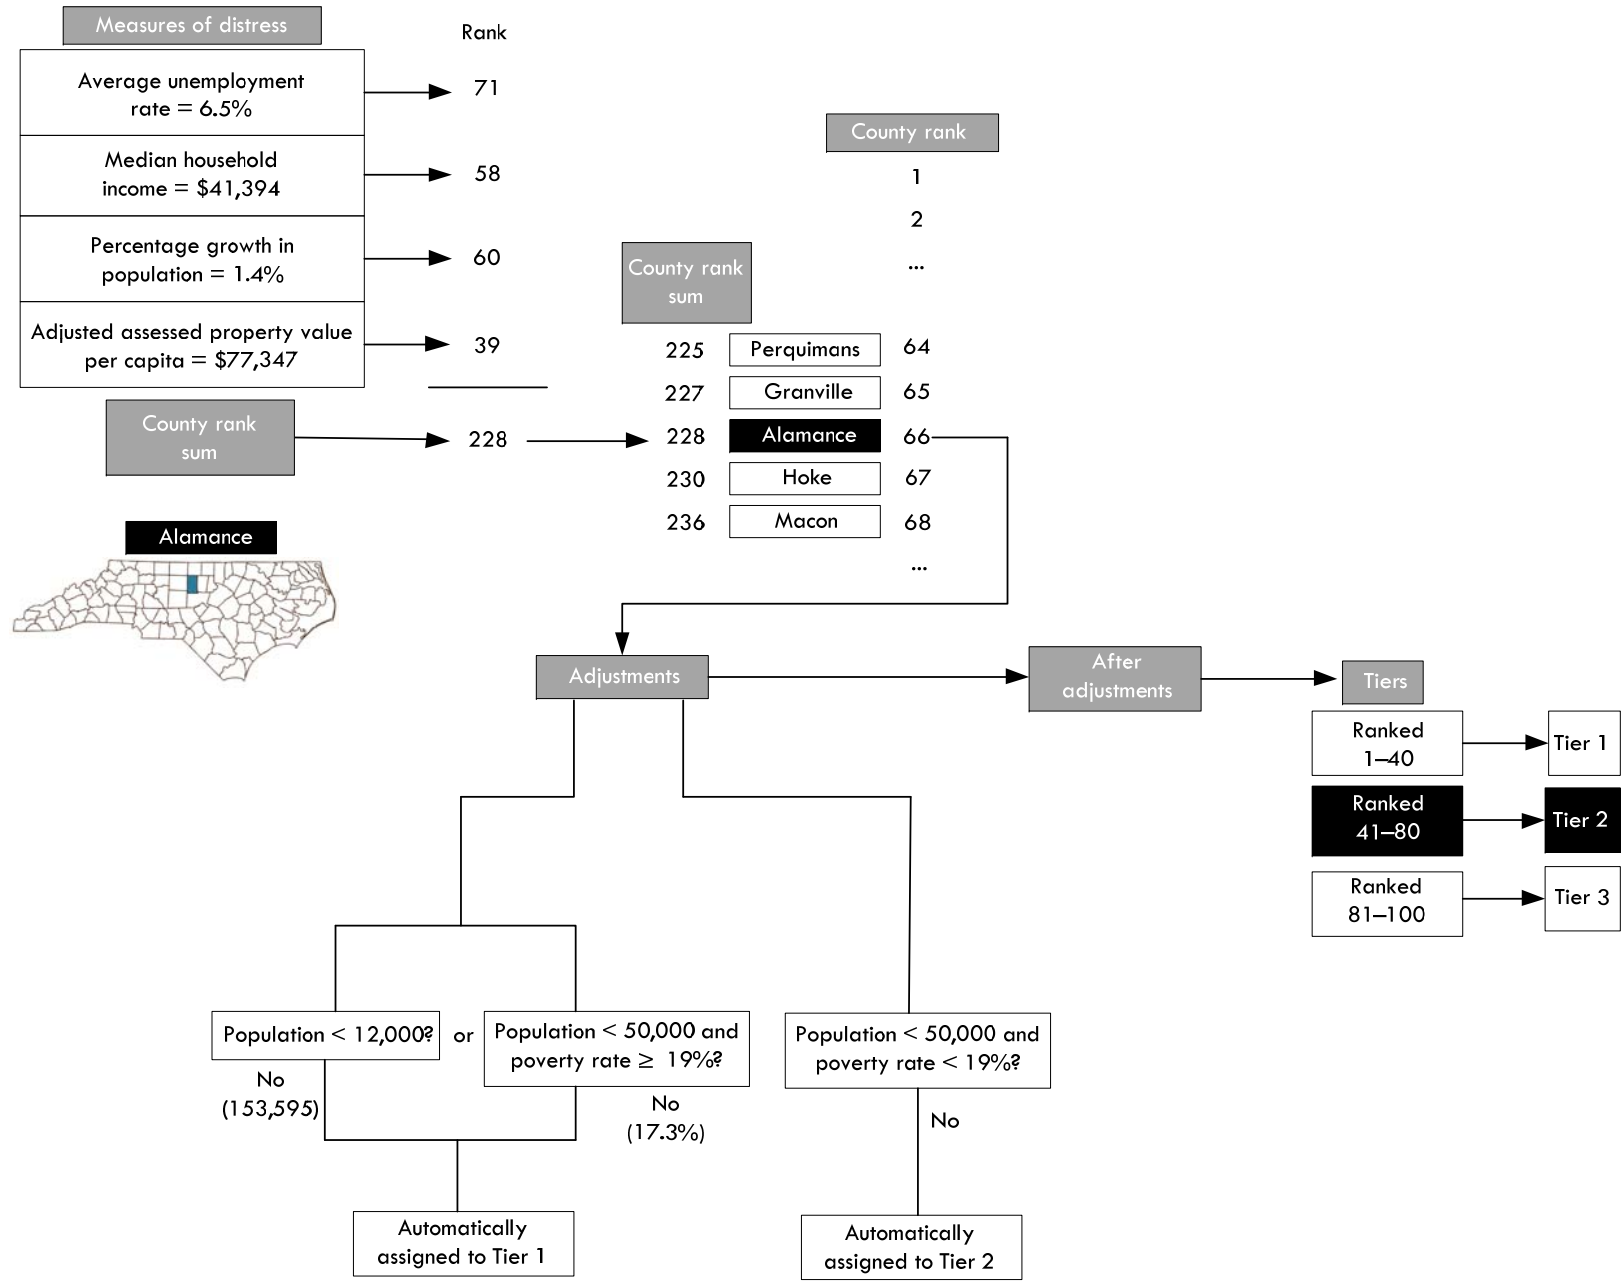 Measures of distress
Rank
Average unemployment
rate = 6.5%
71
Median household
income = $41,394
58
Percentage growth in
population = 1.4%
60
Adjusted assessed property value
per capita = $77,347
39
County rank
sum
228
Alamance
County rank
1
2
...
County rank
sum
225 Perquimans 64
227 Granville 65
228 Alamance 66
230 Hoke 67
236 Macon 68
...
Adjustments
After
adjustments
Tiers
Ranked
1–40
Tier 1
Ranked
41–80
Tier 2
Ranked
81–100
Tier 3
Population < 12,000?
or
Population < 50,000 and
poverty rate ≥ 19%?
Population < 50,000 and
poverty rate < 19%?
No
(153,595)
No
(17.3%)
No
Automatically
assigned to Tier 1
Automatically
assigned to Tier 2